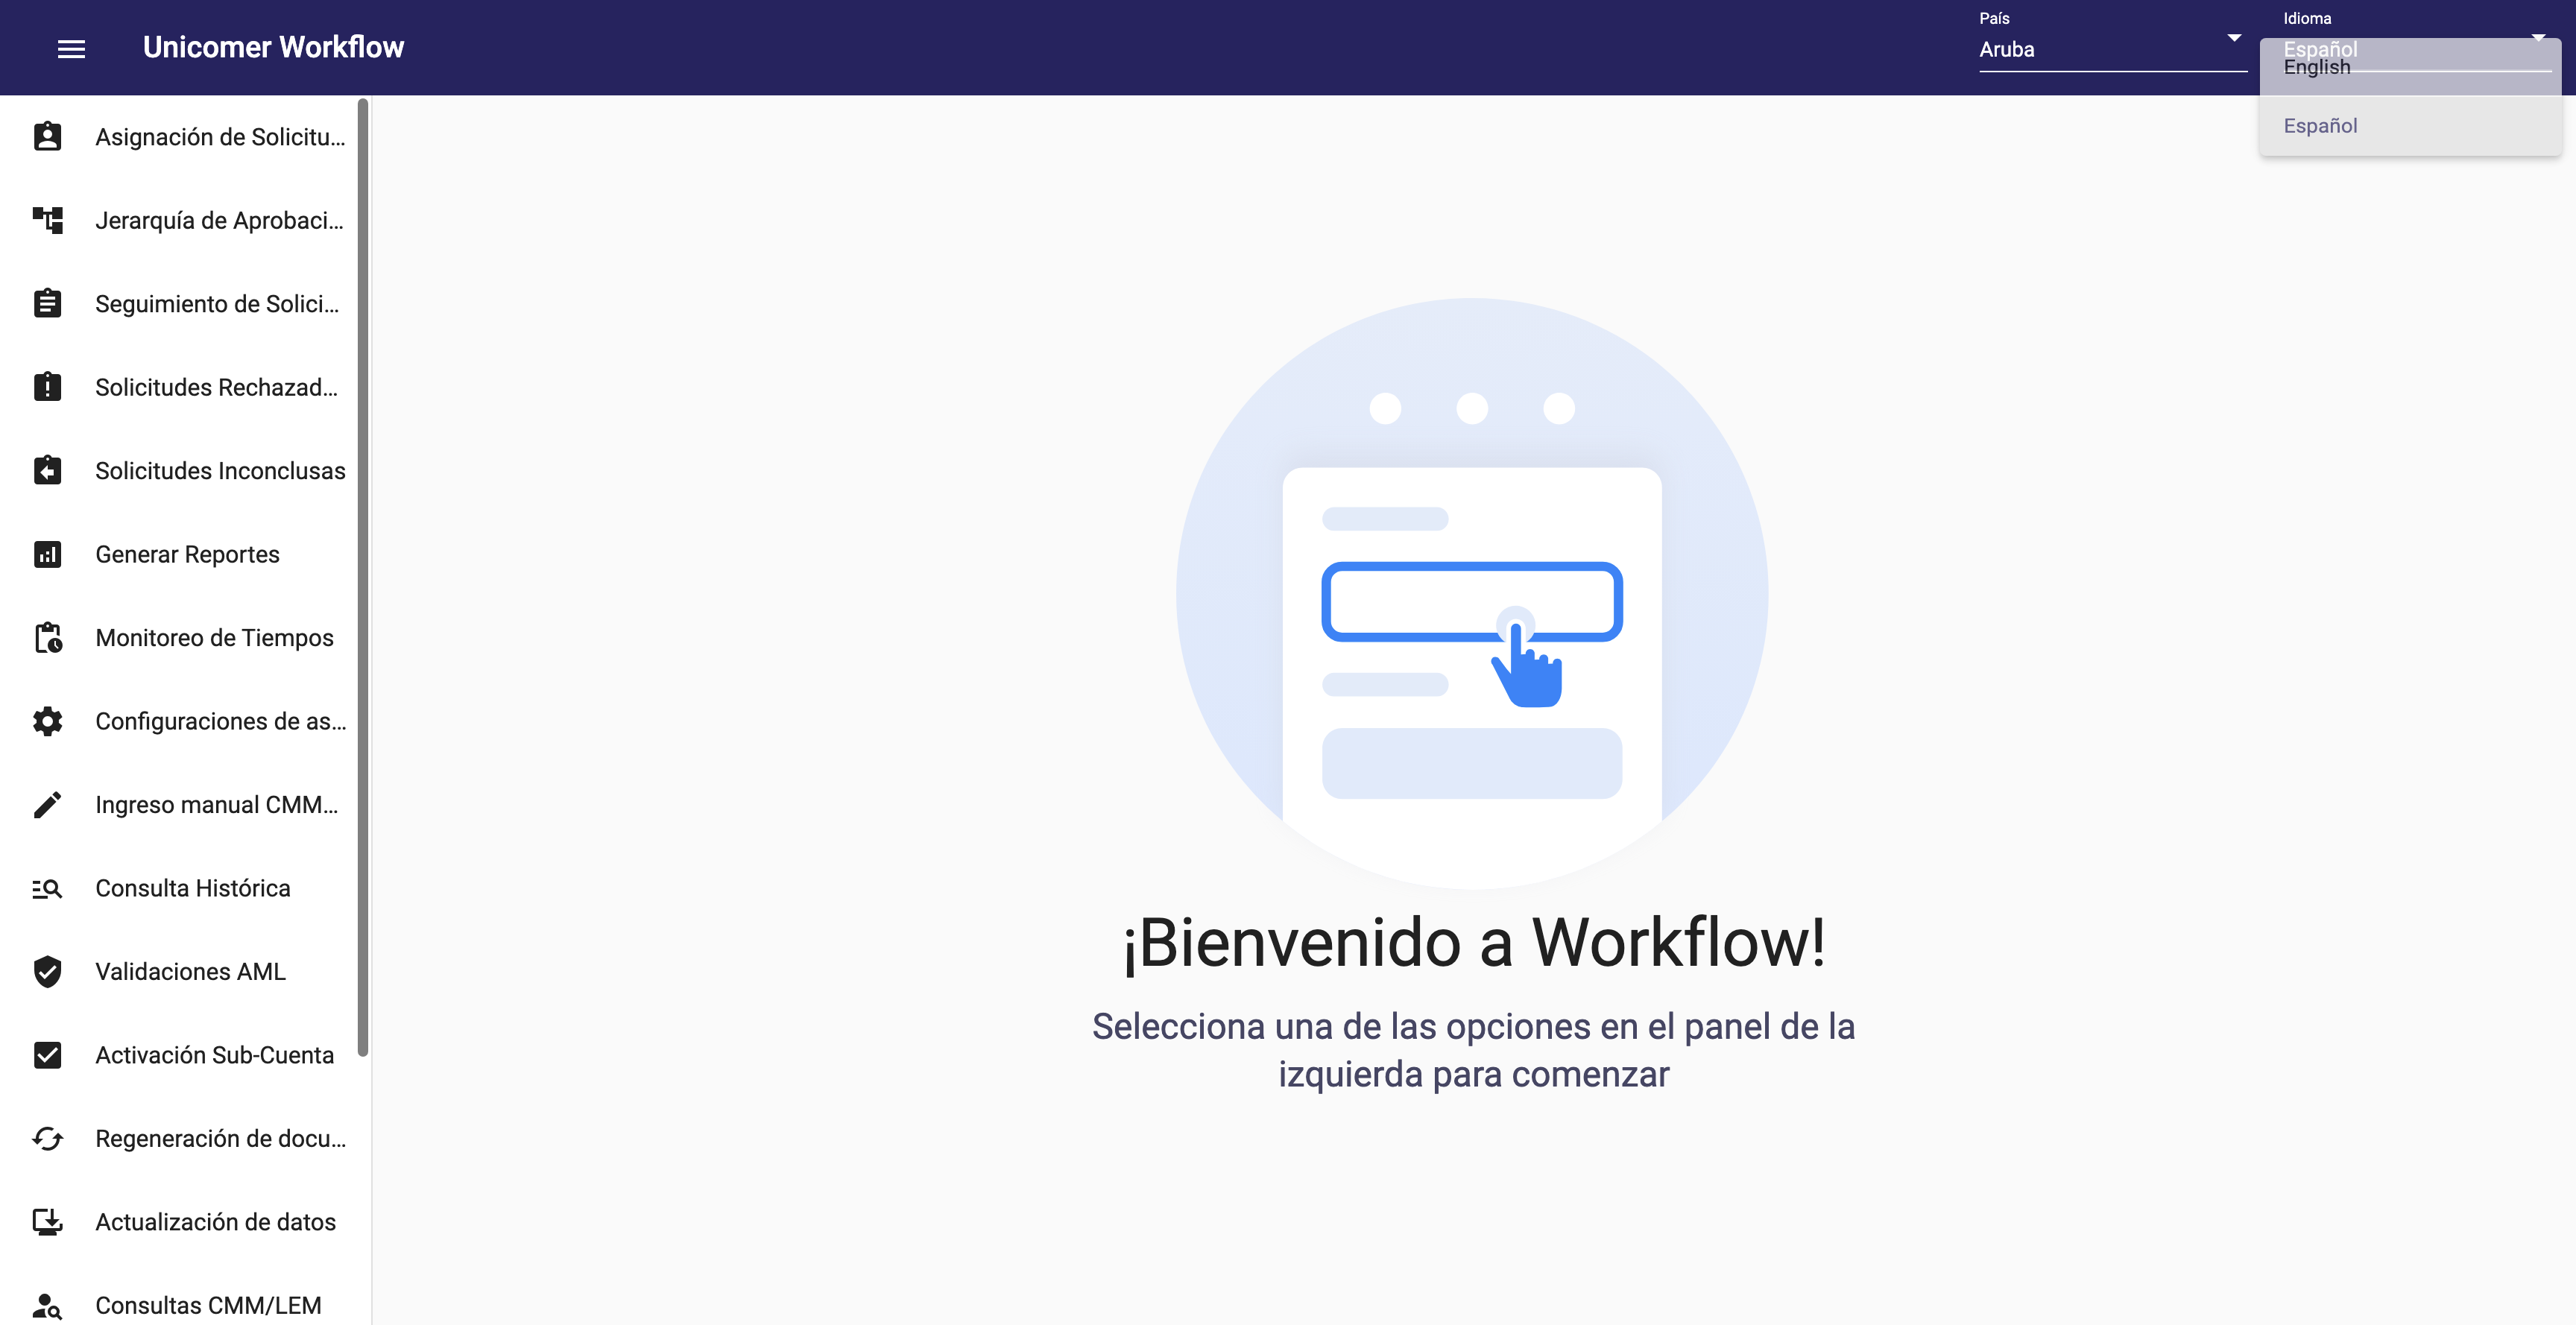 Unicomer Workflow
País
Aruba
Idioma
Español
English
Español
Asignación de Solicitu...
Jerarquía de Aprobaci...
Seguimiento de Solici...
Solicitudes Rechazad...
Solicitudes Inconclusas
Generar Reportes
Monitoreo de Tiempos
Configuraciones de as...
Ingreso manual CMM...
Consulta Histórica
Validaciones AML
Activación Sub-Cuenta
Regeneración de docu...
Actualización de datos
Consultas CMM/LEM
¡Bienvenido a Workflow!
Selecciona una de las opciones en el panel de la
izquierda para comenzar